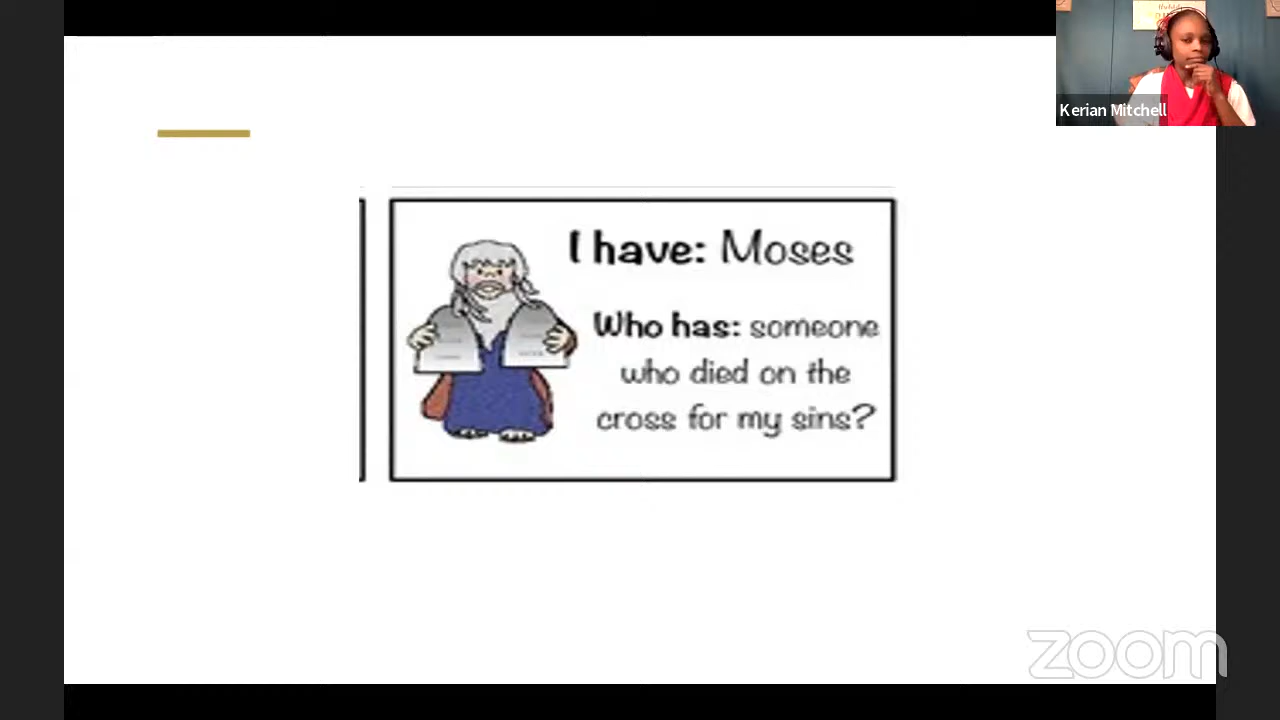 Kerian Mitchell
I have: Moses
Who has: someone
who died on the
cross for my sins?
zoom